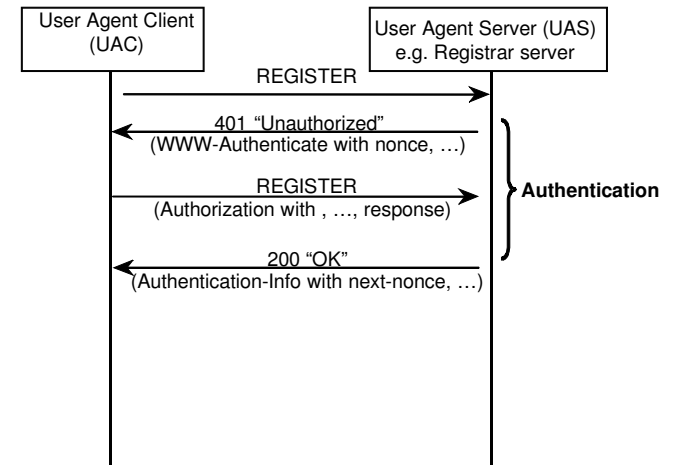 User Agent Client
(UAC)
User Agent Server (UAS)
e.g. Registrar server
REGISTER
401 “Unauthorized”
(WWW-Authenticate with nonce, …)
REGISTER
(Authorization with , …, response)
Authentication
200 “OK”
(Authentication-Info with next-nonce, …)